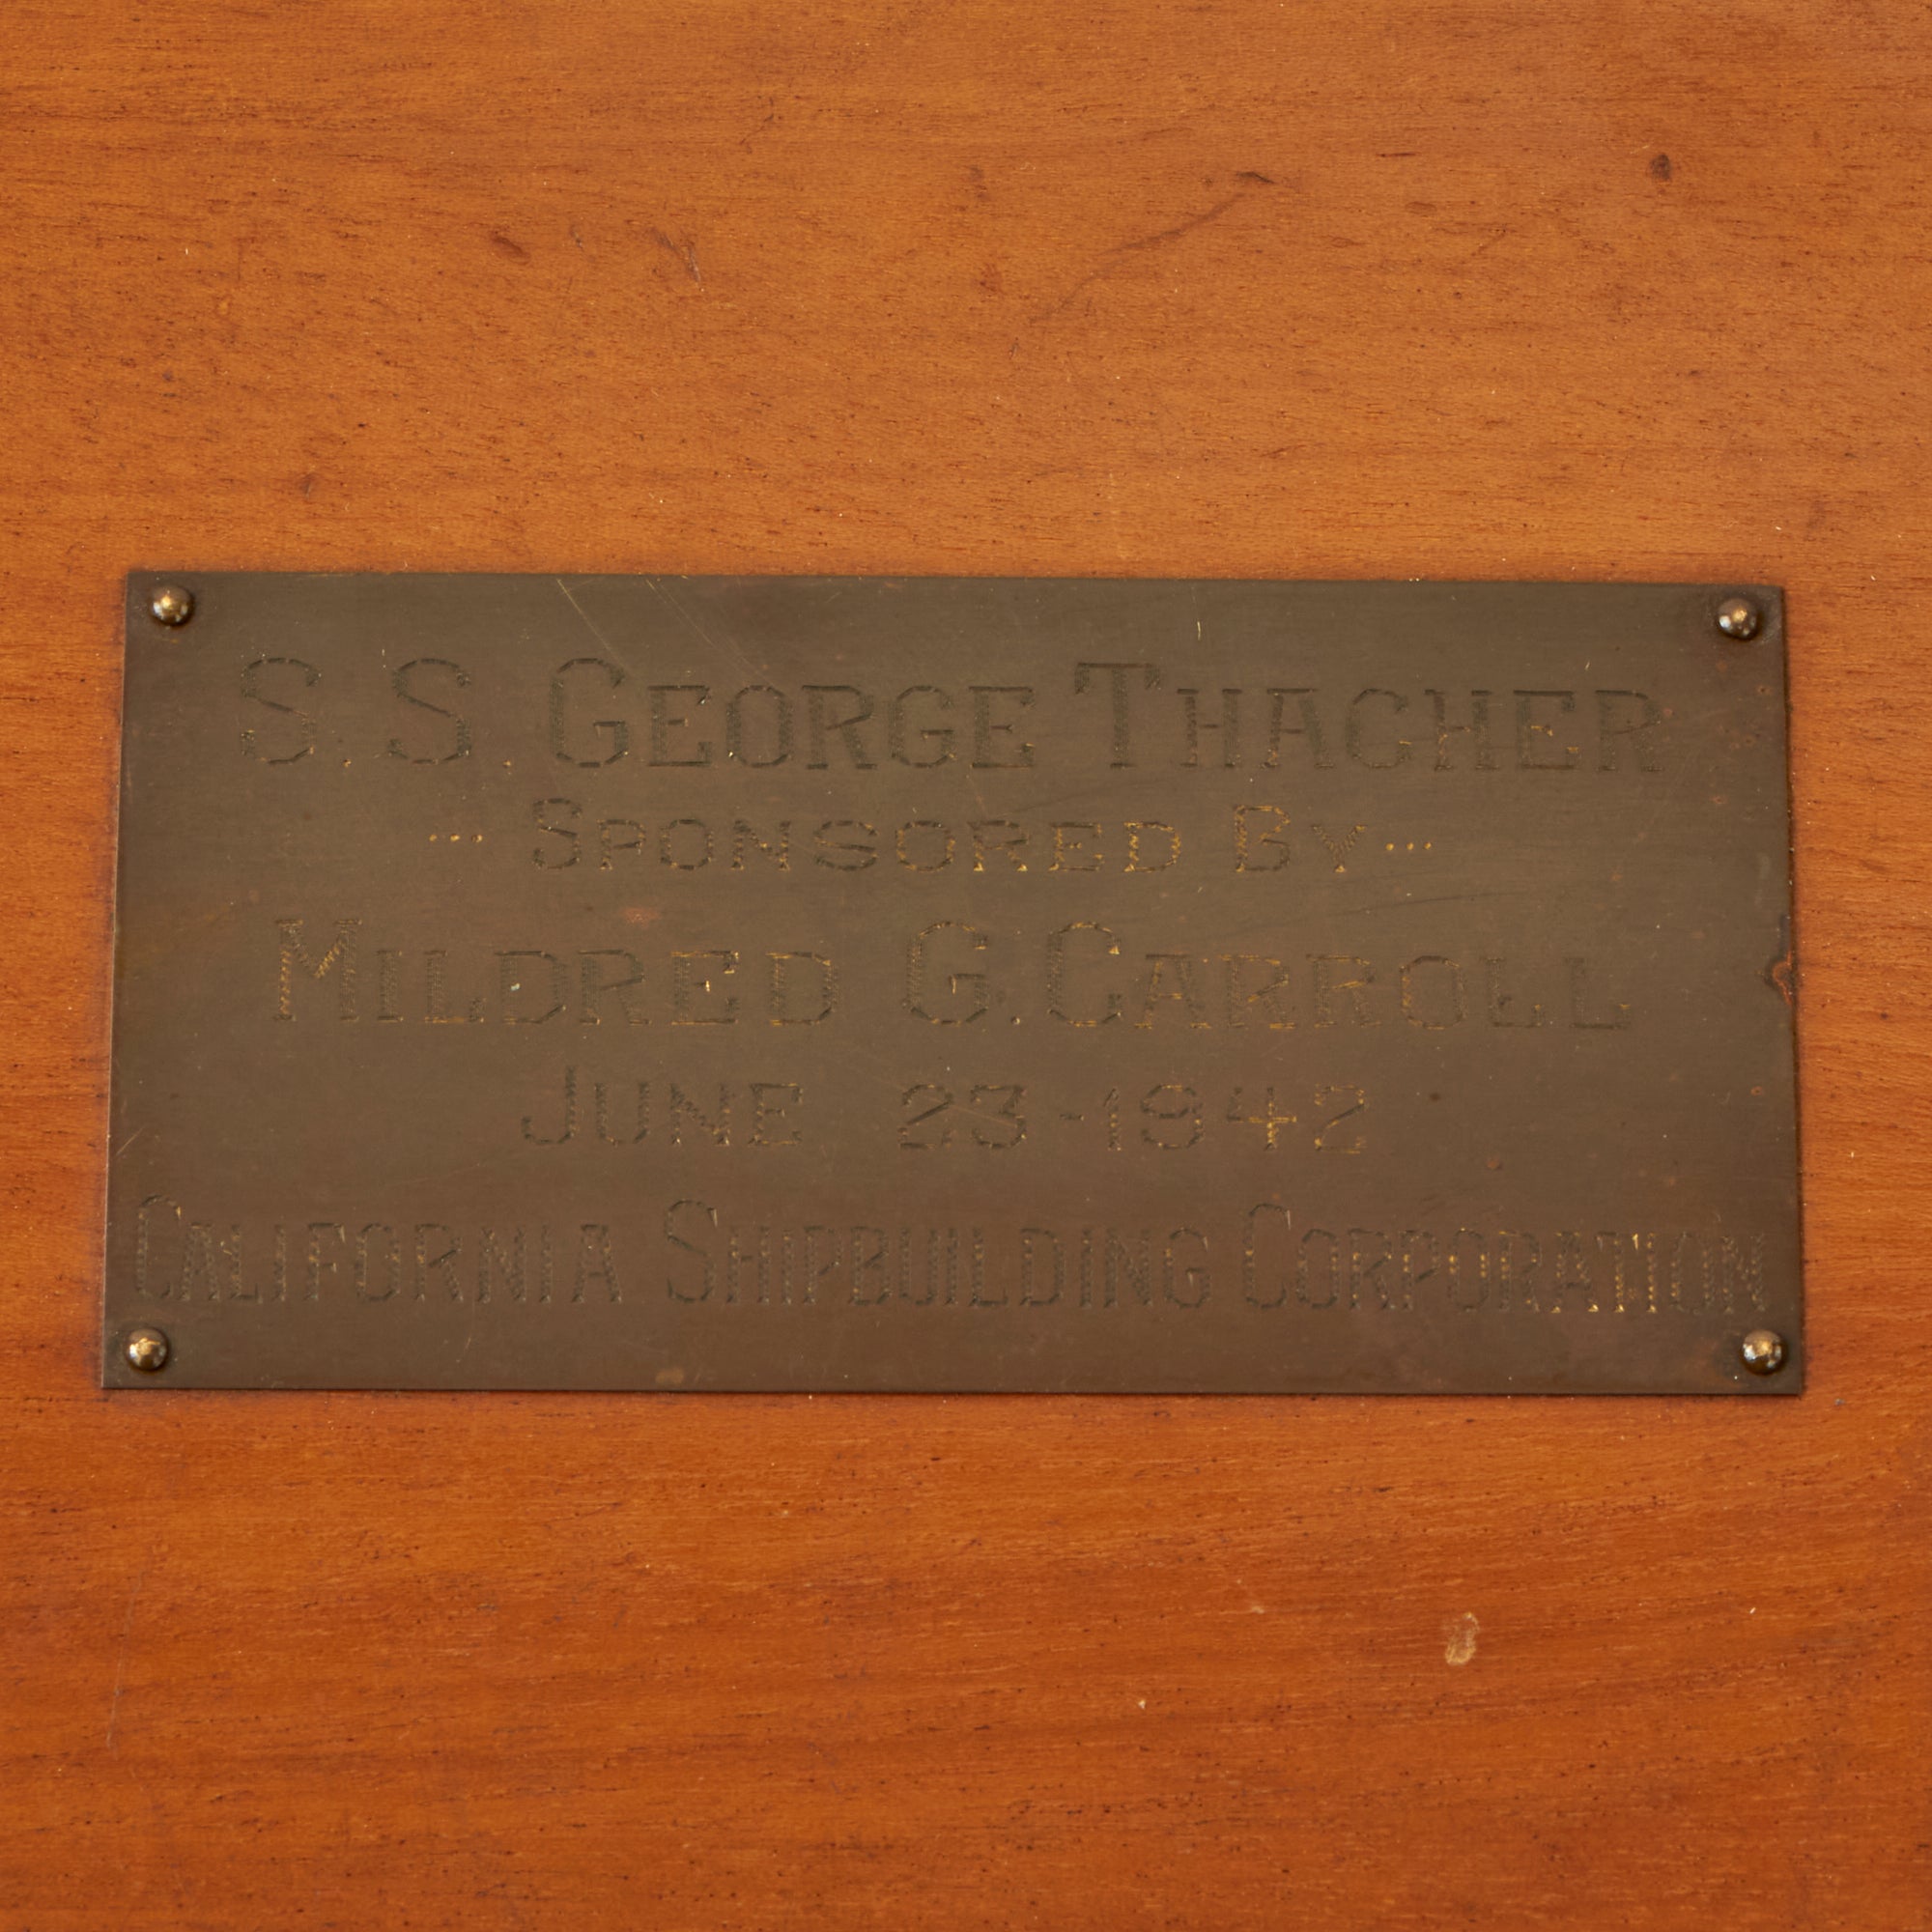 S. S. GEORGE THACHER
... SPONSORED BY ...
MILDRED G. CARROLL
JUNE 23 - 1942
CALIFORNIA SHIPBUILDING CORPORATION